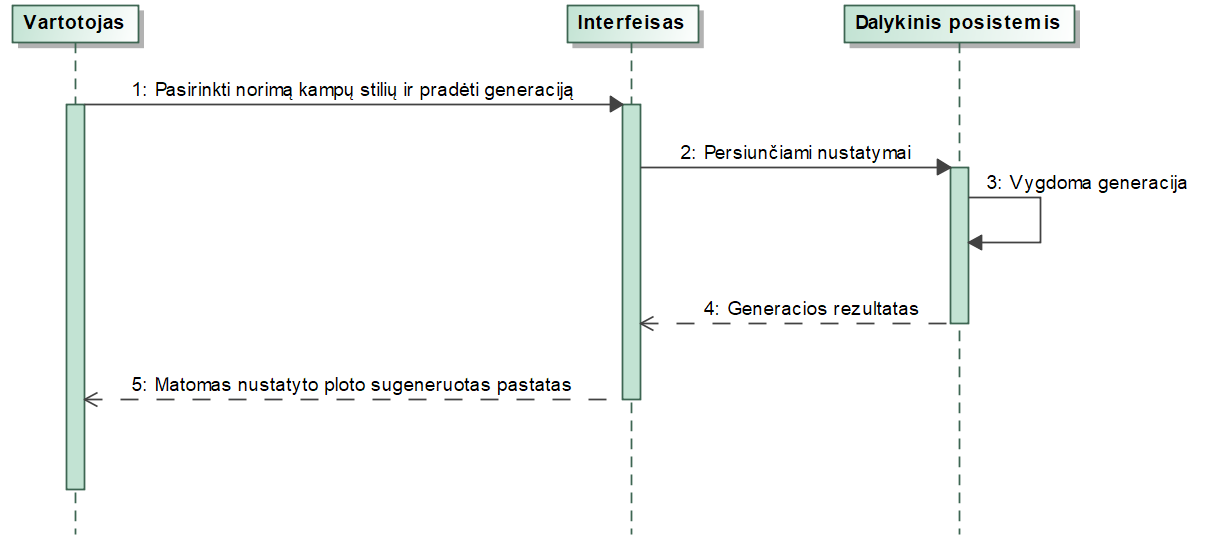 Vartotojas
Interfeisas
Dalykinis posistemis
1: Pasirinkti norimą kampų stilių ir pradėti generaciją
2: Persiunčiami nustatymai
3: Vygdoma generacija
4: Generacios rezultatas
5: Matomas nustatyto ploto sugeneruotas pastatas